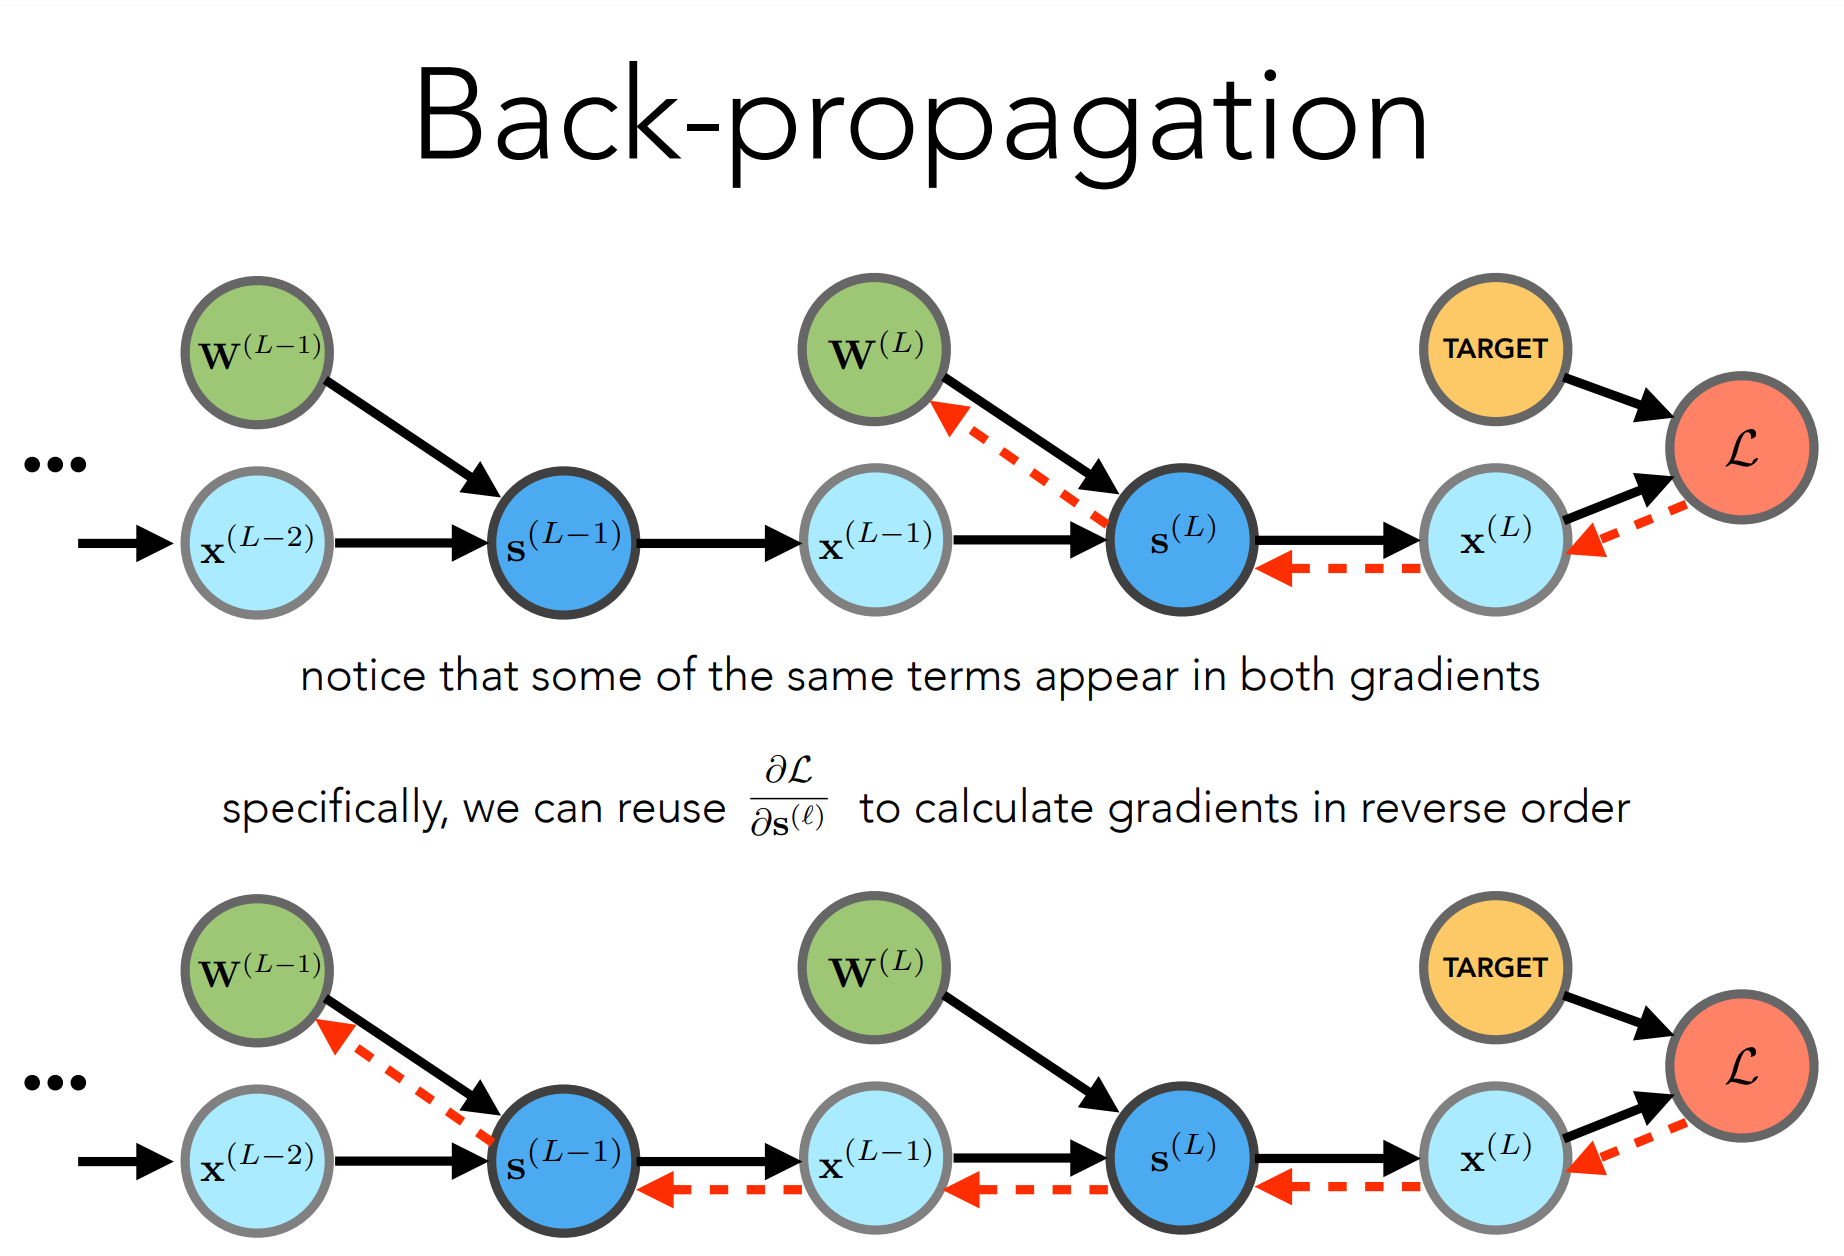 Back-propagation
W^(L−1)
W^(L)
TARGET
ℒ
...
x^(L−2)
s^(L−1)
x^(L−1)
s^(L)
x^(L)
notice that some of the same terms appear in both gradients
specifically, we can reuse ∂ℒ/∂s^(ℓ) to calculate gradients in reverse order
W^(L−1)
W^(L)
TARGET
ℒ
...
x^(L−2)
s^(L−1)
x^(L−1)
s^(L)
x^(L)